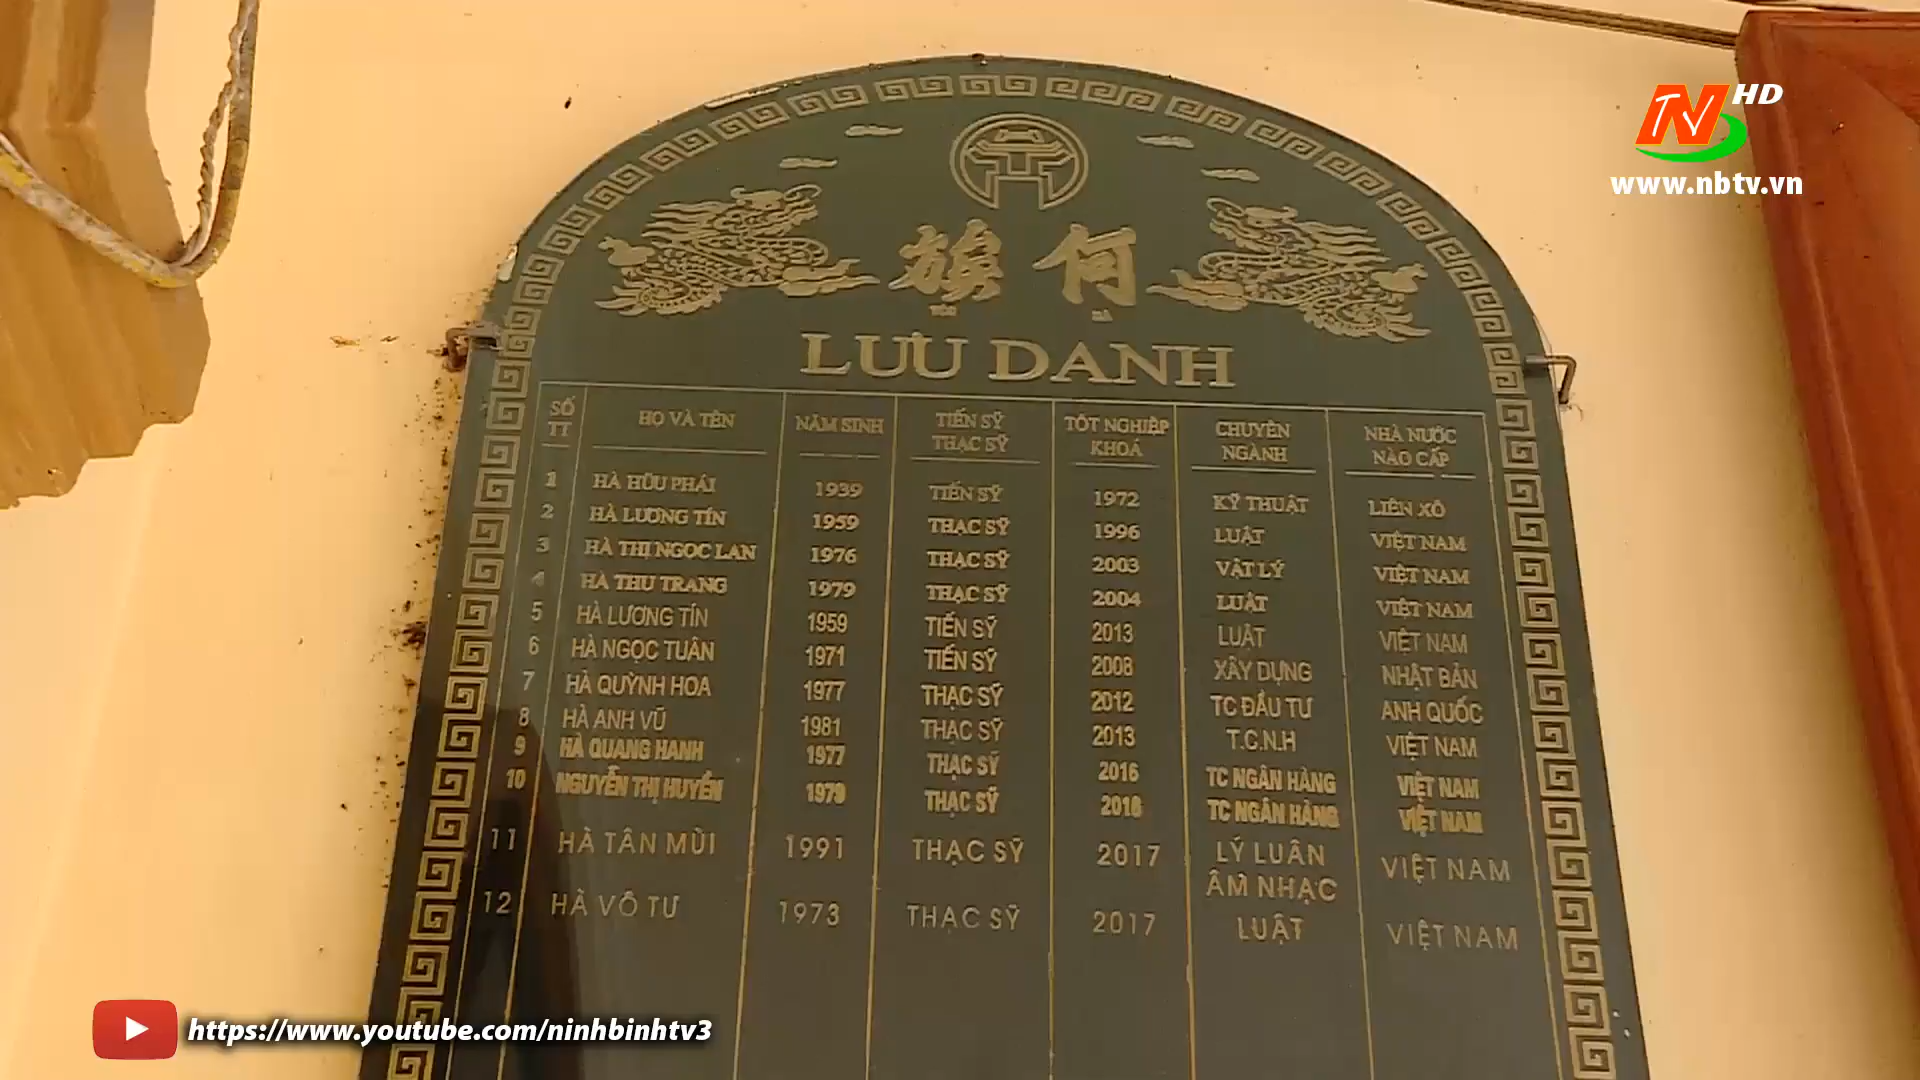 NTV HD
www.nbtv.vn
族 何
TỘC HÀ
LƯU DANH
SỐ TT HỌ VÀ TÊN NĂM SINH TIẾN SỸ THẠC SỸ TỐT NGHIỆP KHOÁ CHUYÊN NGÀNH NHÀ NƯỚC NÀO CẤP
1 HÀ HỮU PHÁI 1939 TIẾN SỸ 1972 KỸ THUẬT LIÊN XÔ
2 HÀ LƯƠNG TÍN 1959 THẠC SỸ 1996 LUẬT VIỆT NAM
3 HÀ THỊ NGỌC LAN 1976 THẠC SỸ 2003 VẬT LÝ VIỆT NAM
4 HÀ THU TRANG 1979 THẠC SỸ 2004 LUẬT VIỆT NAM
5 HÀ LƯƠNG TÍN 1959 TIẾN SỸ 2013 LUẬT VIỆT NAM
6 HÀ NGỌC TUÂN 1971 TIẾN SỸ 2008 XÂY DỰNG NHẬT BẢN
7 HÀ QUỲNH HOA 1977 THẠC SỸ 2012 TC ĐẦU TƯ ANH QUỐC
8 HÀ ANH VŨ 1981 THẠC SỸ 2013 T.C.N.H VIỆT NAM
9 HÀ QUANG HANH 1977 THẠC SỸ 2016 TC NGÂN HÀNG VIỆT NAM
10 NGUYỄN THỊ HUYỀN 1979 THẠC SỸ 2016 TC NGÂN HÀNG VIỆT NAM
11 HÀ TÂN MÙI 1991 THẠC SỸ 2017 LÝ LUÂN ÂM NHẠC VIỆT NAM
12 HÀ VÔ TƯ 1973 THẠC SỸ 2017 LUẬT VIỆT NAM
https://www.youtube.com/ninhbinhtv3